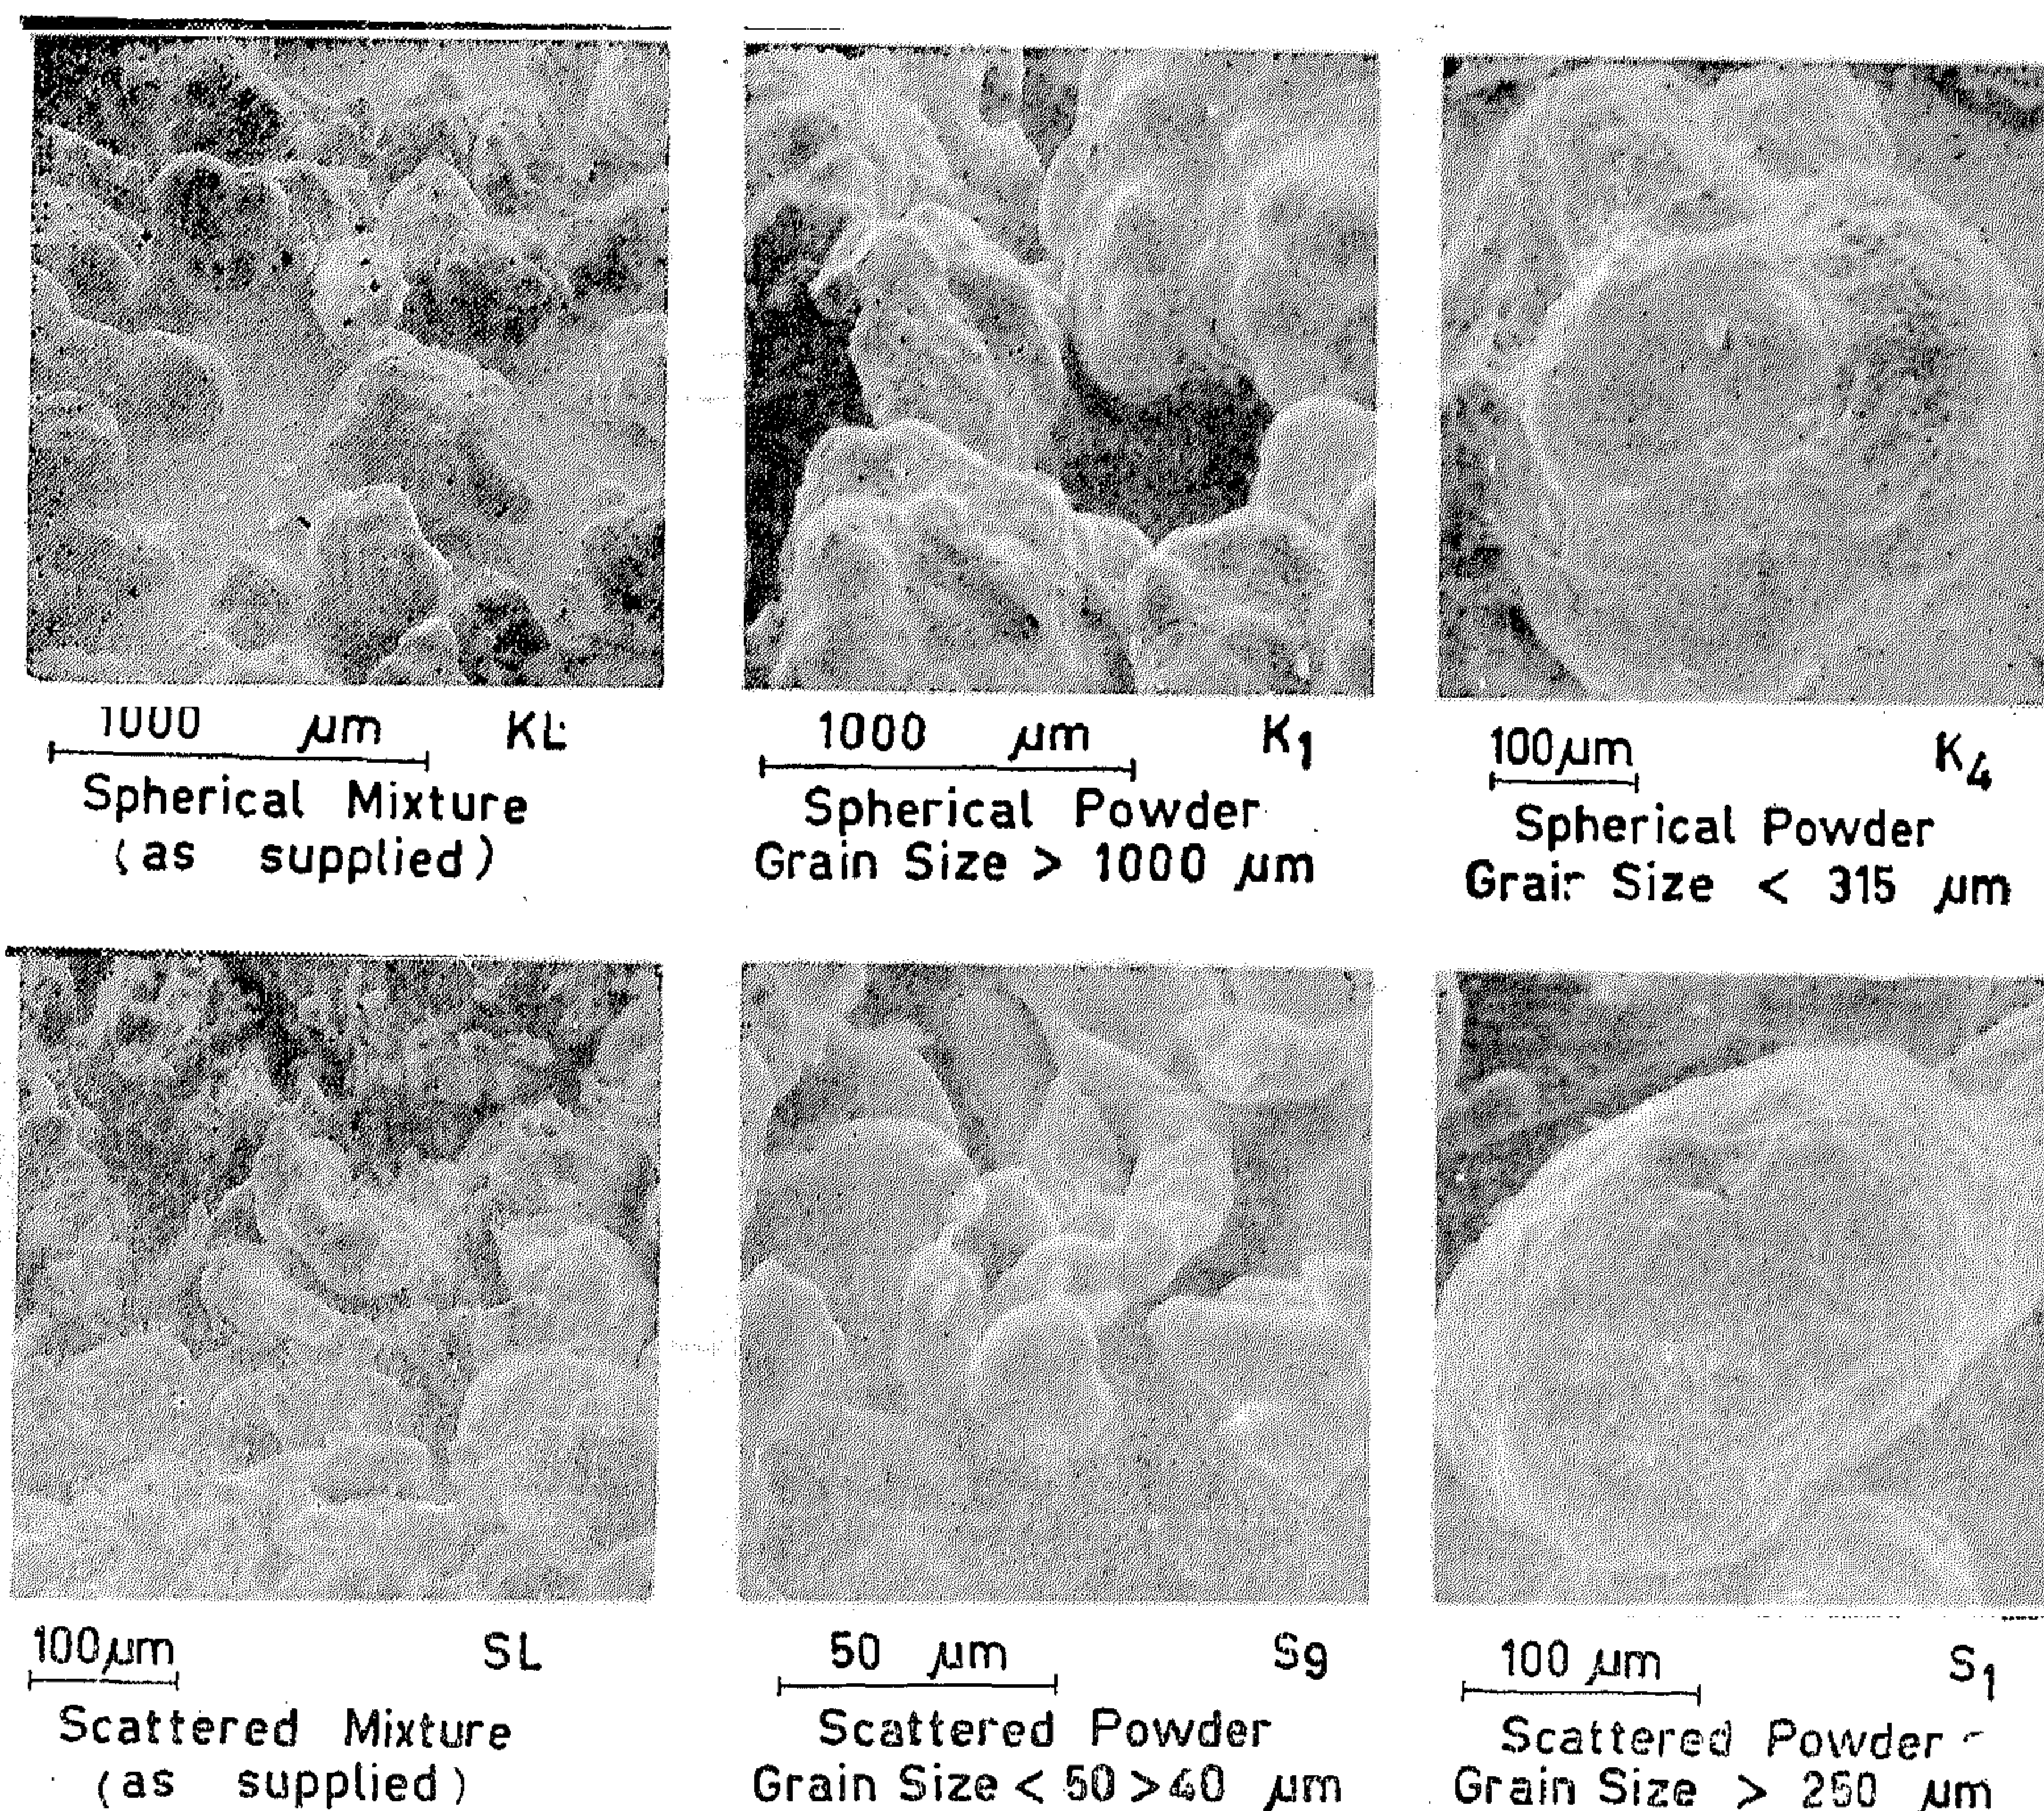 1000 µm KL
Spherical Mixture
(as supplied)
1000 µm K1
Spherical Powder
Grain Size > 1000 µm
100µm K4
Spherical Powder
Grain Size < 315 µm
100µm SL
Scattered Mixture
(as supplied)
50 µm S9
Scattered Powder
Grain Size < 50 > 40 µm
100 µm S1
Scattered Powder
Grain Size > 250 µm